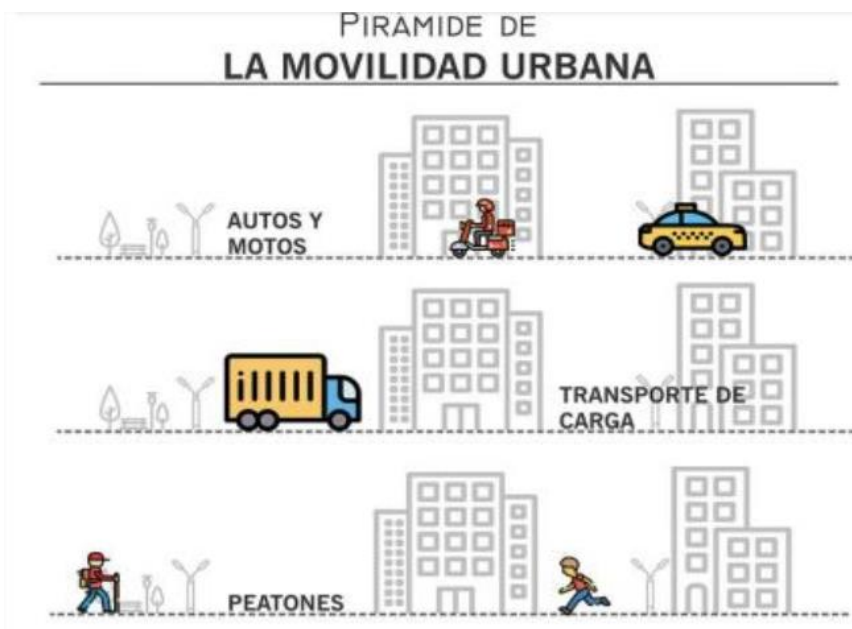 PIRÁMIDE DE
LA MOVILIDAD URBANA
AUTOS Y
MOTOS
TRANSPORTE DE
CARGA
PEATONES